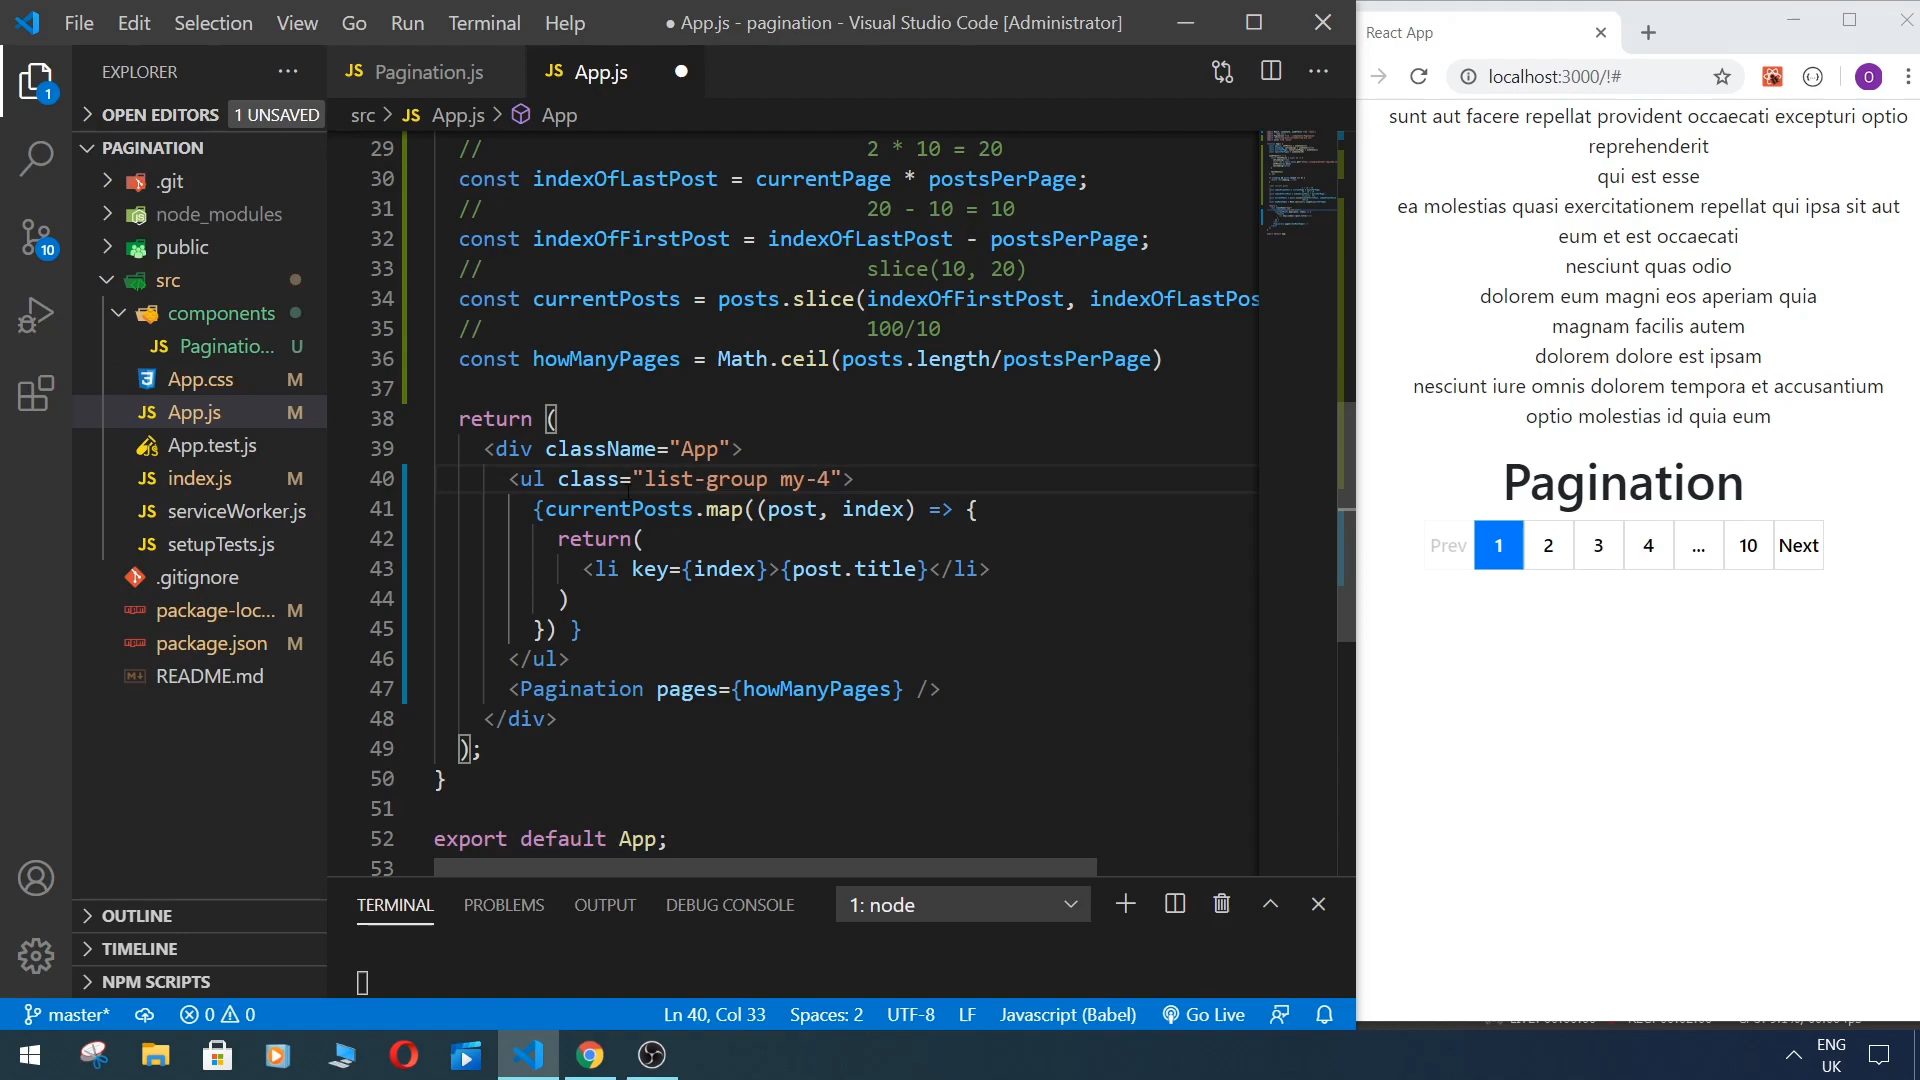 File Edit Selection View Go Run Terminal Help
● App.js - pagination - Visual Studio Code [Administrator]
EXPLORER
OPEN EDITORS 1 UNSAVED
PAGINATION
.git
node_modules
public
src
components
JS Paginatio... U
App.css M
JS App.js M
App.test.js
JS index.js M
JS serviceWorker.js
JS setupTests.js
.gitignore
package-loc... M
package.json M
README.md
OUTLINE
TIMELINE
NPM SCRIPTS
1
10
JS Pagination.js
JS App.js ●
src > JS App.js > App
29 // 2 * 10 = 20
30 const indexOfLastPost = currentPage * postsPerPage;
31 // 20 - 10 = 10
32 const indexOfFirstPost = indexOfLastPost - postsPerPage;
33 // slice(10, 20)
34 const currentPosts = posts.slice(indexOfFirstPost, indexOfLastPos
35 // 100/10
36 const howManyPages = Math.ceil(posts.length/postsPerPage)
37
38 return (
39 <div className="App">
40 <ul class="list-group my-4">
41 {currentPosts.map((post, index) => {
42 return(
43 <li key={index}>{post.title}</li>
44 )
45 }) }
46 </ul>
47 <Pagination pages={howManyPages} />
48 </div>
49 );
50 }
51
52 export default App;
53
TERMINAL PROBLEMS OUTPUT DEBUG CONSOLE 1: node
master* 0 0 Ln 40, Col 33 Spaces: 2 UTF-8 LF Javascript (Babel) Go Live
React App
localhost:3000/!#
O
sunt aut facere repellat provident occaecati excepturi optio
reprehenderit
qui est esse
ea molestias quasi exercitationem repellat qui ipsa sit aut
eum et est occaecati
nesciunt quas odio
dolorem eum magni eos aperiam quia
magnam facilis autem
dolorem dolore est ipsam
nesciunt iure omnis dolorem tempora et accusantium
optio molestias id quia eum
Pagination
Prev 1 2 3 4 ... 10 Next
ENG
UK